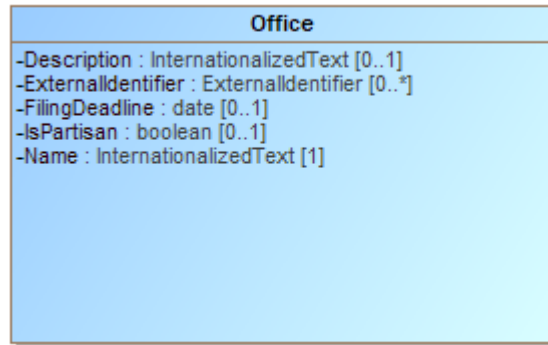 Office
-Description : InternationalizedText [0..1]
-ExternalIdentifier : ExternalIdentifier [0..*]
-FilingDeadline : date [0..1]
-IsPartisan : boolean [0..1]
-Name : InternationalizedText [1]